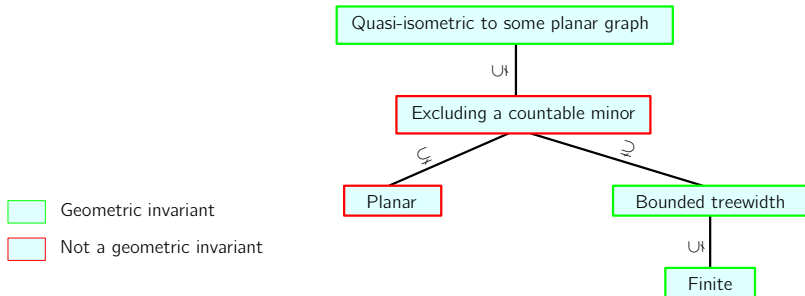 Quasi-isometric to some planar graph
⊊
Excluding a countable minor
⊊
⊊
Planar
Bounded treewidth
Geometric invariant
⊊
Not a geometric invariant
Finite